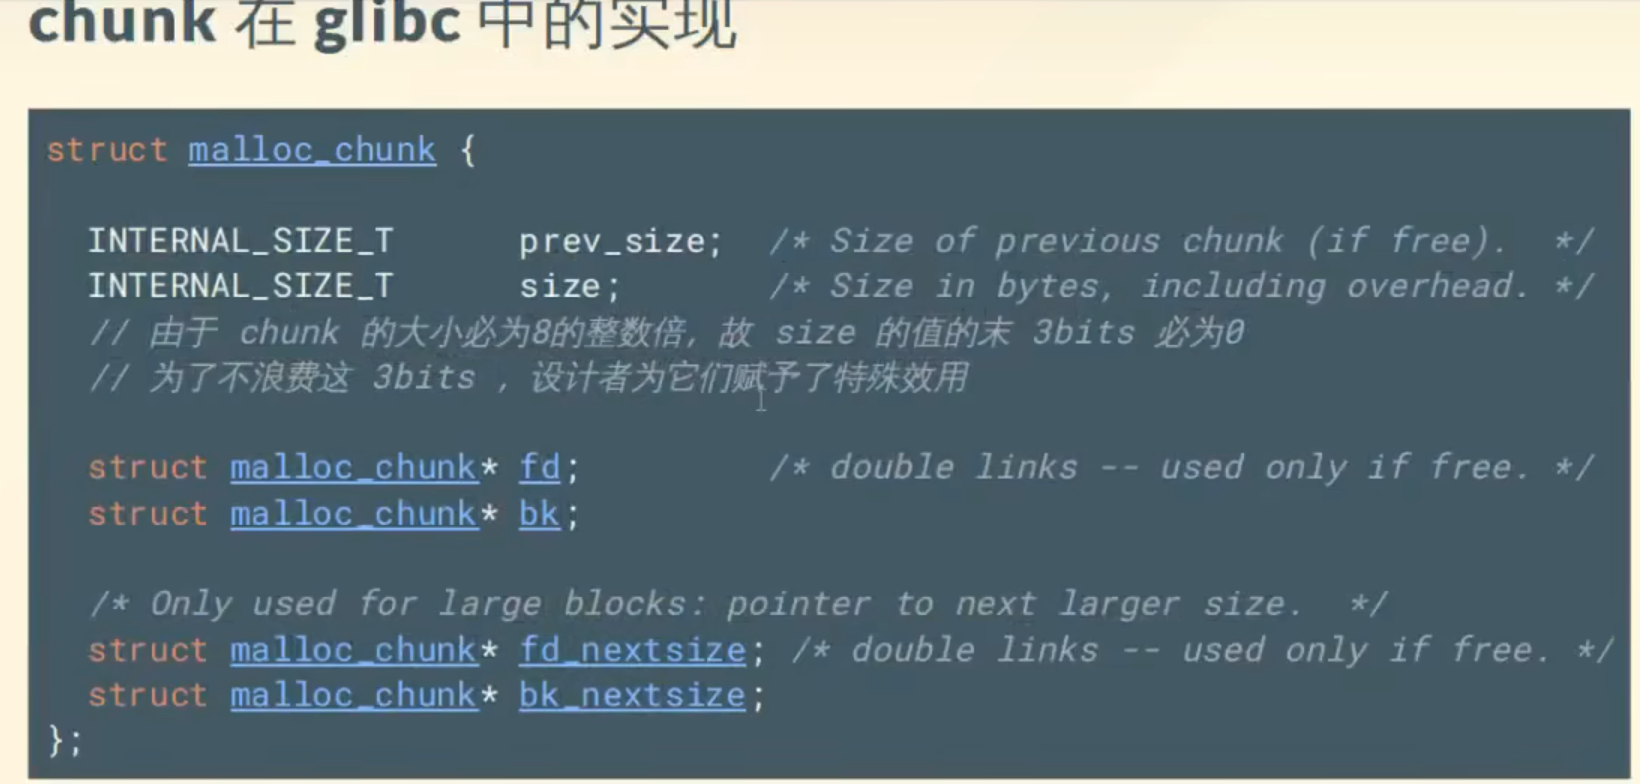 chunk 在 glibc 中的实现
struct malloc_chunk {
INTERNAL_SIZE_T prev_size; /* Size of previous chunk (if free). */
INTERNAL_SIZE_T size; /* Size in bytes, including overhead. */
// 由于 chunk 的大小必为8的整数倍, 故 size 的值的末 3bits 必为0
// 为了不浪费这 3bits , 设计者为它们赋予了特殊效用
struct malloc_chunk* fd; /* double links -- used only if free. */
struct malloc_chunk* bk;
/* Only used for large blocks: pointer to next larger size. */
struct malloc_chunk* fd_nextsize; /* double links -- used only if free. */
struct malloc_chunk* bk_nextsize;
};